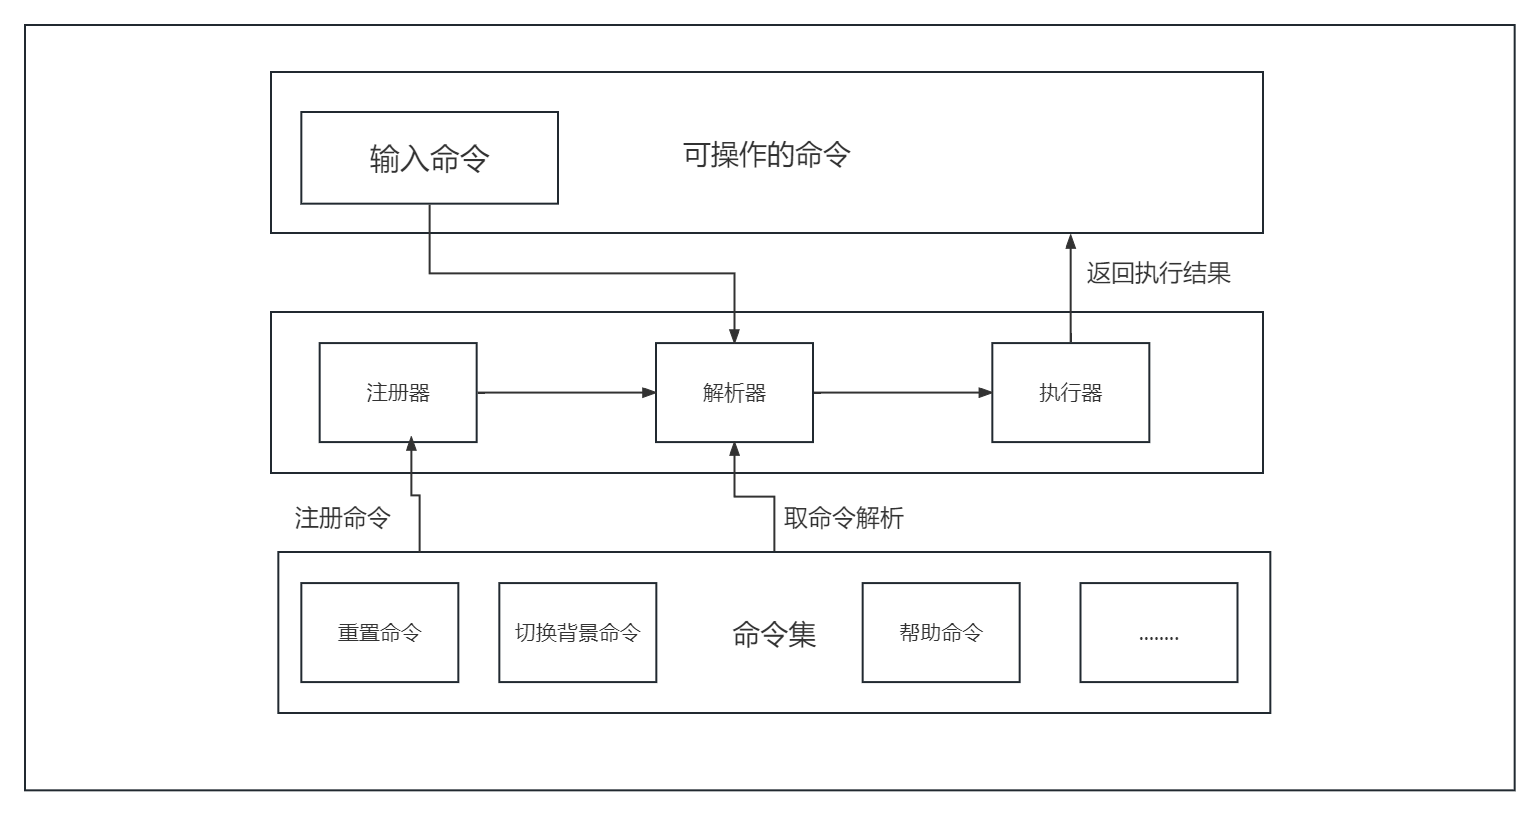 输入命令
可操作的命令
返回执行结果
注册器
解析器
执行器
注册命令
取命令解析
重置命令
切换背景命令
命令集
帮助命令
........